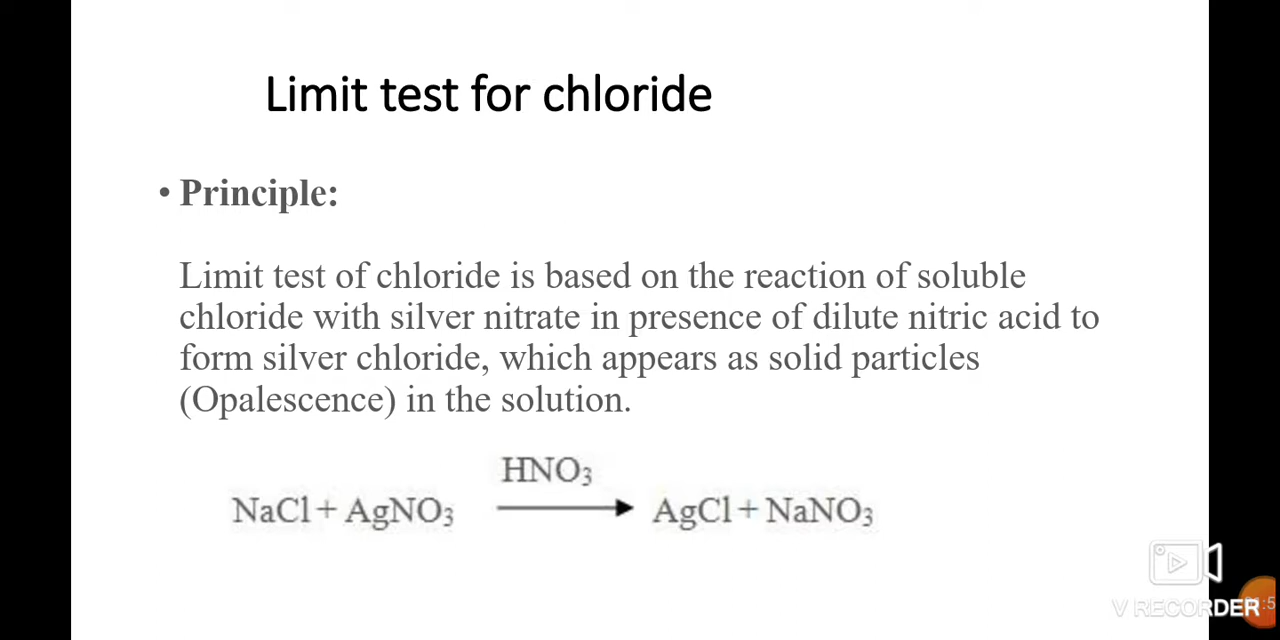 Limit test for chloride
• Principle:
Limit test of chloride is based on the reaction of soluble
chloride with silver nitrate in presence of dilute nitric acid to
form silver chloride, which appears as solid particles
(Opalescence) in the solution.
HNO₃
NaCl + AgNO₃ → AgCl + NaNO₃
V RECORDER